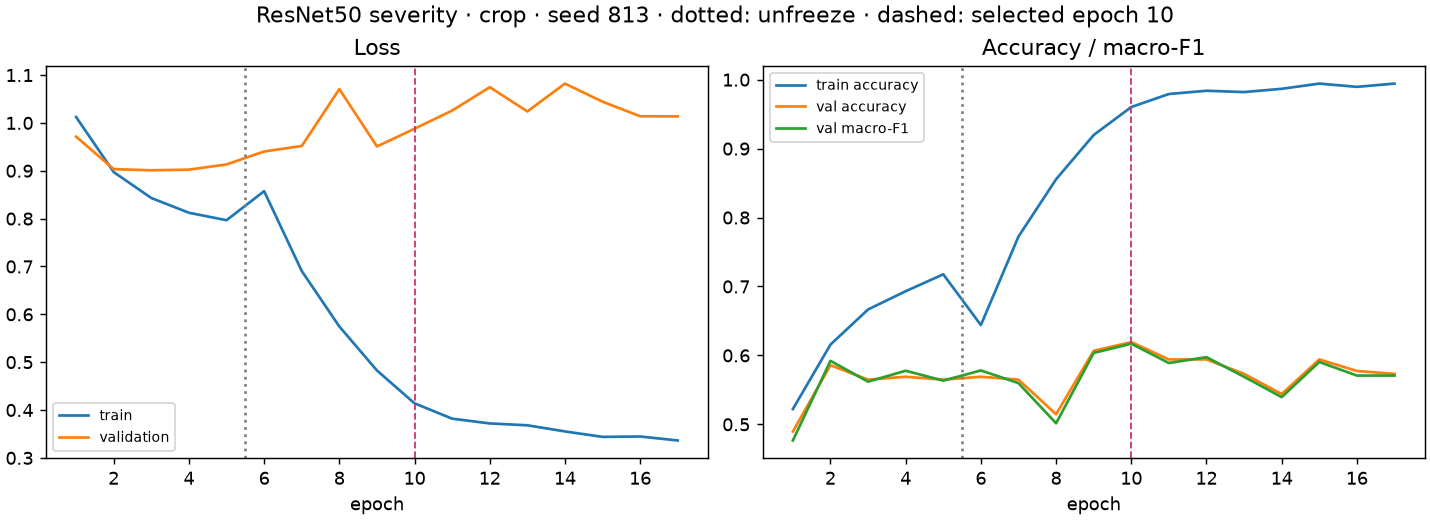 ResNet50 severity · crop · seed 813 · dotted: unfreeze · dashed: selected epoch 10
Loss
1.1
1.0
0.9
0.8
0.7
0.6
0.5
0.4
0.3
train
validation
2 4 6 8 10 12 14 16
epoch
Accuracy / macro-F1
1.0
0.9
0.8
0.7
0.6
0.5
train accuracy
val accuracy
val macro-F1
2 4 6 8 10 12 14 16
epoch